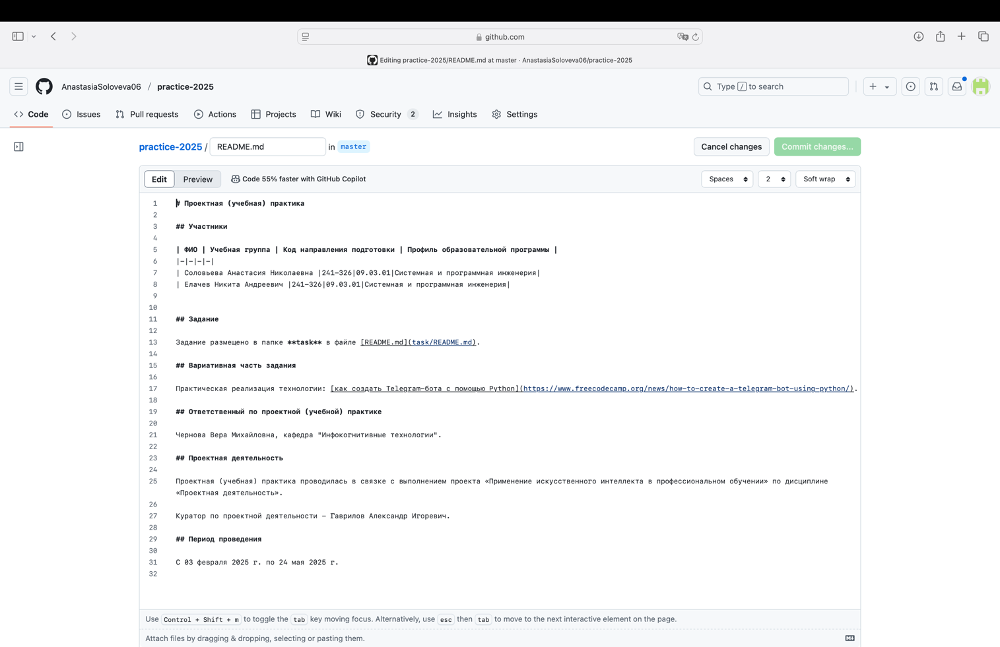 github.com
Editing practice-2025/README.md at master · AnastasiaSoloveva06/practice-2025
AnastasiaSoloveva06 / practice-2025
Type / to search
Code Issues Pull requests Actions Projects Wiki Security 2 Insights Settings
practice-2025 / README.md in master
Cancel changes Commit changes...
Edit Preview Code 55% faster with GitHub Copilot Spaces 2 Soft wrap
1 # Проектная (учебная) практика
2
3 ## Участники
4
5 | ФИО | Учебная группа | Код направления подготовки | Профиль образовательной программы |
6 |-|-|-|-|
7 | Соловьева Анастасия Николаевна |241-326|09.03.01|Системная и программная инженерия|
8 | Елачев Никита Андреевич |241-326|09.03.01|Системная и программная инженерия|
9
10
11 ## Задание
12
13 Задание размещено в папке **task** в файле [README.md](task/README.md).
14
15 ## Вариативная часть задания
16
17 Практическая реализация технологии: [как создать Telegram-бота с помощью Python](https://www.freecodecamp.org/news/how-to-create-a-telegram-bot-using-python/).
18
19 ## Ответственный по проектной (учебной) практике
20
21 Чернова Вера Михайловна, кафедра "Инфокогнитивные технологии".
22
23 ## Проектная деятельность
24
25 Проектная (учебная) практика проводилась в связке с выполнением проекта «Применение искусственного интеллекта в профессиональном обучении» по дисциплине
«Проектная деятельность».
26
27 Куратор по проектной деятельности – Гаврилов Александр Игоревич.
28
29 ## Период проведения
30
31 С 03 февраля 2025 г. по 24 мая 2025 г.
32
Use Control + Shift + m to toggle the tab key moving focus. Alternatively, use esc then tab to move to the next interactive element on the page.
Attach files by dragging & dropping, selecting or pasting them.